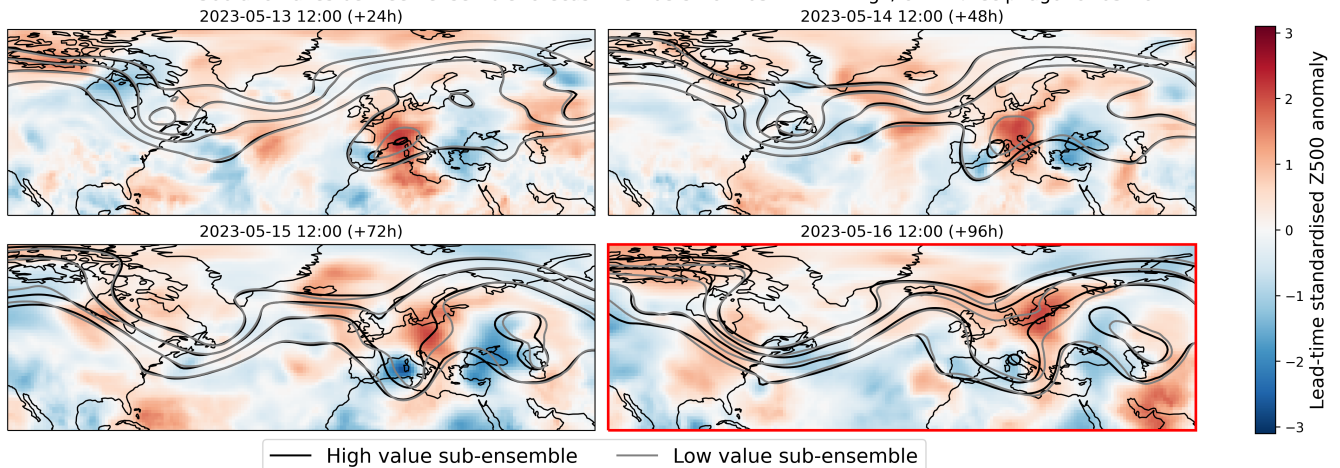 2023-05-13 12:00 (+24h)
2023-05-14 12:00 (+48h)
2023-05-15 12:00 (+72h)
2023-05-16 12:00 (+96h)
3
2
1
0
−1
−2
−3
Lead-time standardised Z500 anomaly
High value sub-ensemble
Low value sub-ensemble